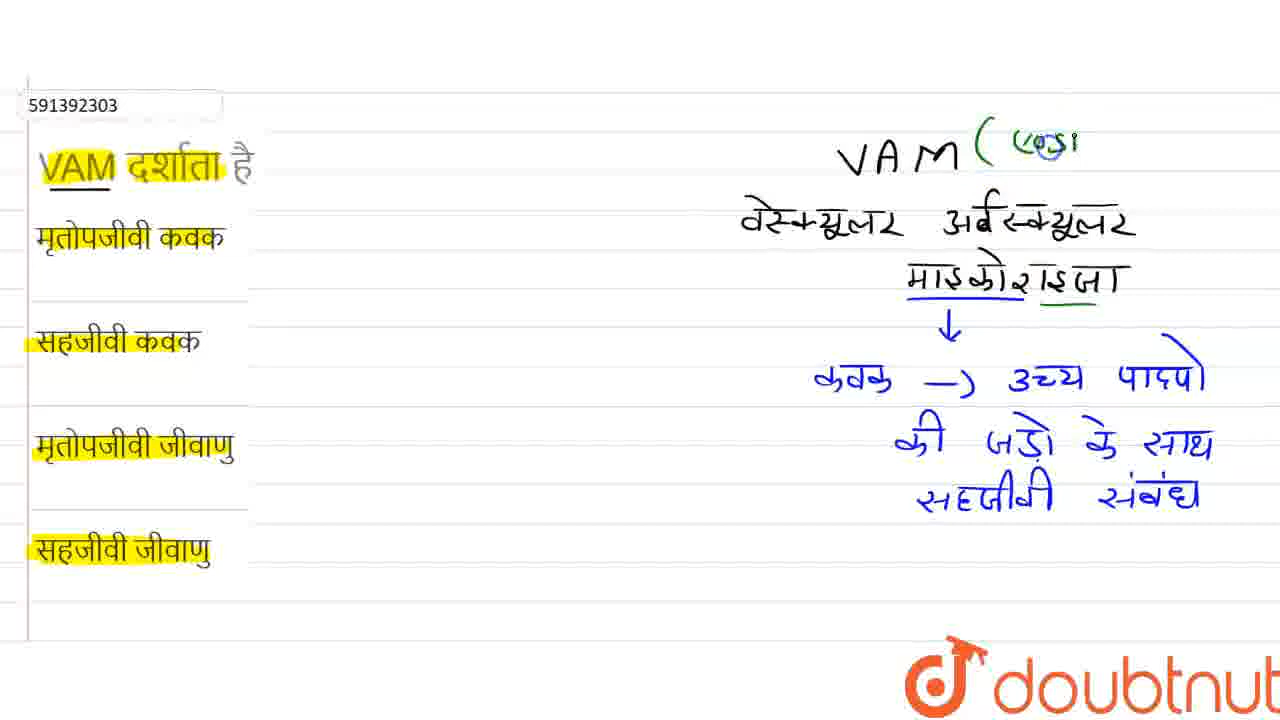 591392303
VAM दर्शाता है
मृतोपजीवी कवक
सहजीवी कवक
मृतोपजीवी जीवाणु
सहजीवी जीवाणु
VAM (
वेस्क्यूलर अर्बस्क्यूलर
माइकोराइजा
कवक → उच्च पादपो
की जड़ो के साथ
सहजीवी संबंध
doubtnut